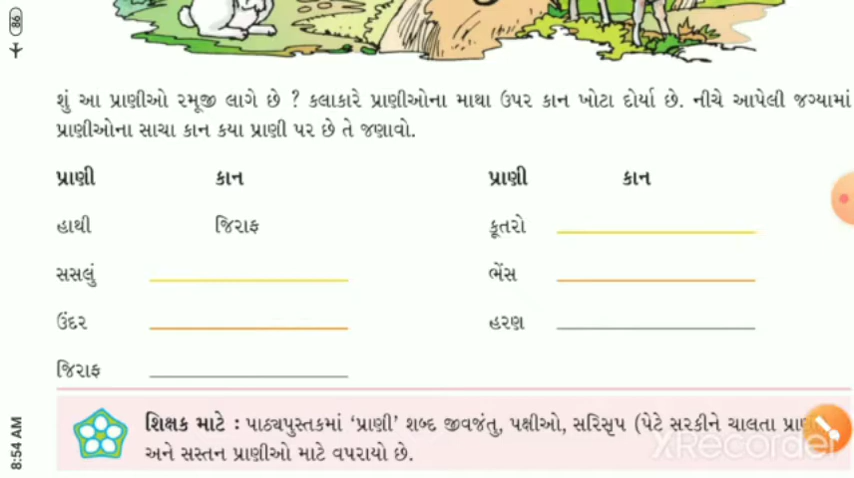 શું આ પ્રાણીઓ રમૂજી લાગે છે ? કલાકારે પ્રાણીઓના માથા ઉપર કાન ખોટા દોર્યા છે. નીચે આપેલી જગ્યામાં
પ્રાણીઓના સાચા કાન કયા પ્રાણી પર છે તે જણાવો.
પ્રાણી કાન પ્રાણી કાન
હાથી જિરાફ કૂતરો
સસલું ભેંસ
ઉંદર હરણ
જિરાફ
શિક્ષક માટે : પાઠ્યપુસ્તકમાં ‘પ્રાણી’ શબ્દ જીવજંતુ, પક્ષીઓ, સરિસૃપ (પેટે સરકીને ચાલતા
અને સસ્તન પ્રાણીઓ માટે વપરાયો છે.
XRecorder
8:54 AM
98